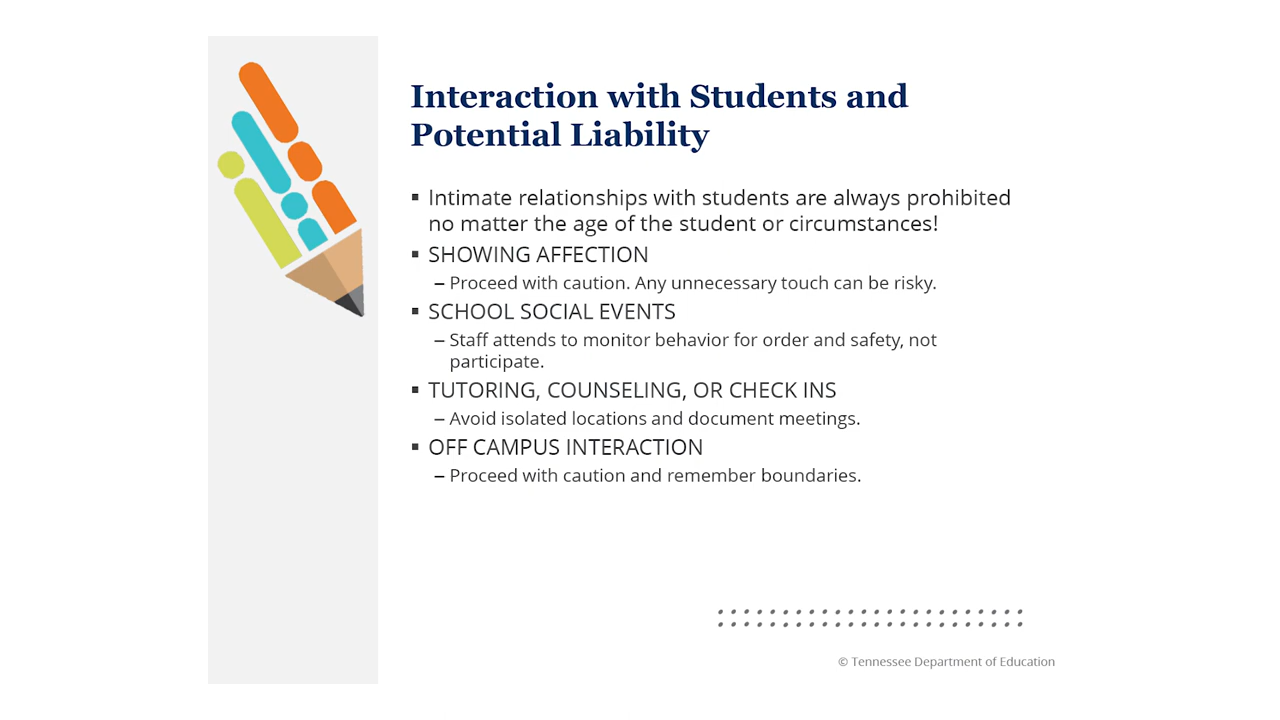 Interaction with Students and
Potential Liability
▪ Intimate relationships with students are always prohibited
no matter the age of the student or circumstances!
▪ SHOWING AFFECTION
– Proceed with caution. Any unnecessary touch can be risky.
▪ SCHOOL SOCIAL EVENTS
– Staff attends to monitor behavior for order and safety, not
participate.
▪ TUTORING, COUNSELING, OR CHECK INS
– Avoid isolated locations and document meetings.
▪ OFF CAMPUS INTERACTION
– Proceed with caution and remember boundaries.
© Tennessee Department of Education